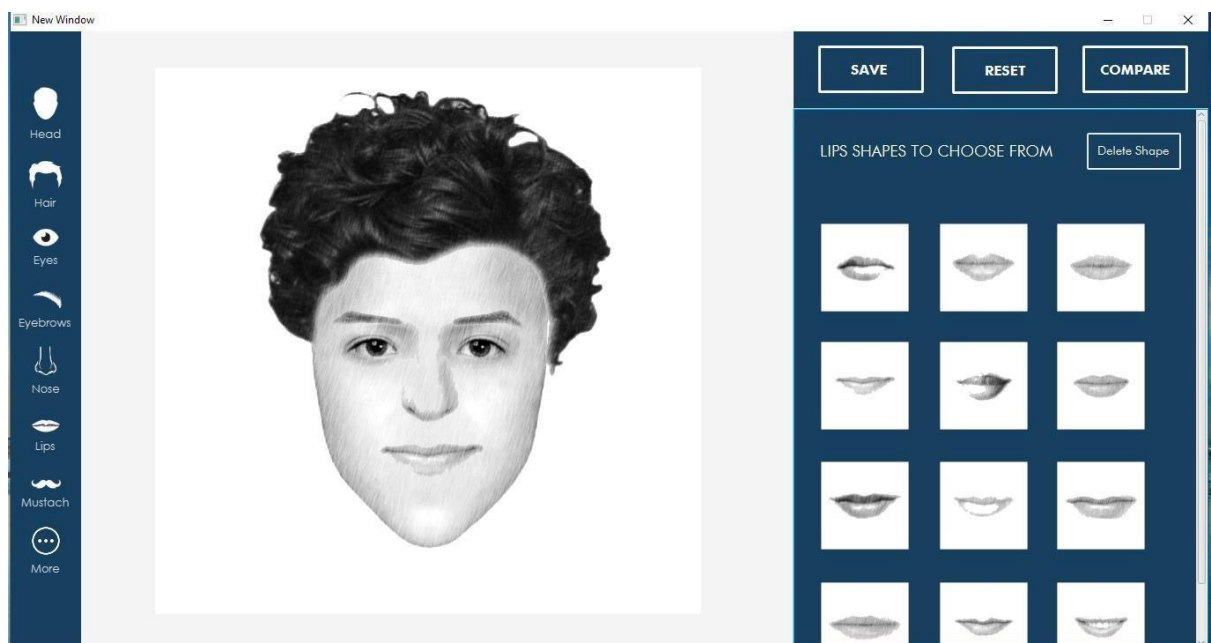 New Window
Head
Hair
Eyes
Eyebrows
Nose
Lips
Mustach
More
SAVE
RESET
COMPARE
LIPS SHAPES TO CHOOSE FROM
Delete Shape